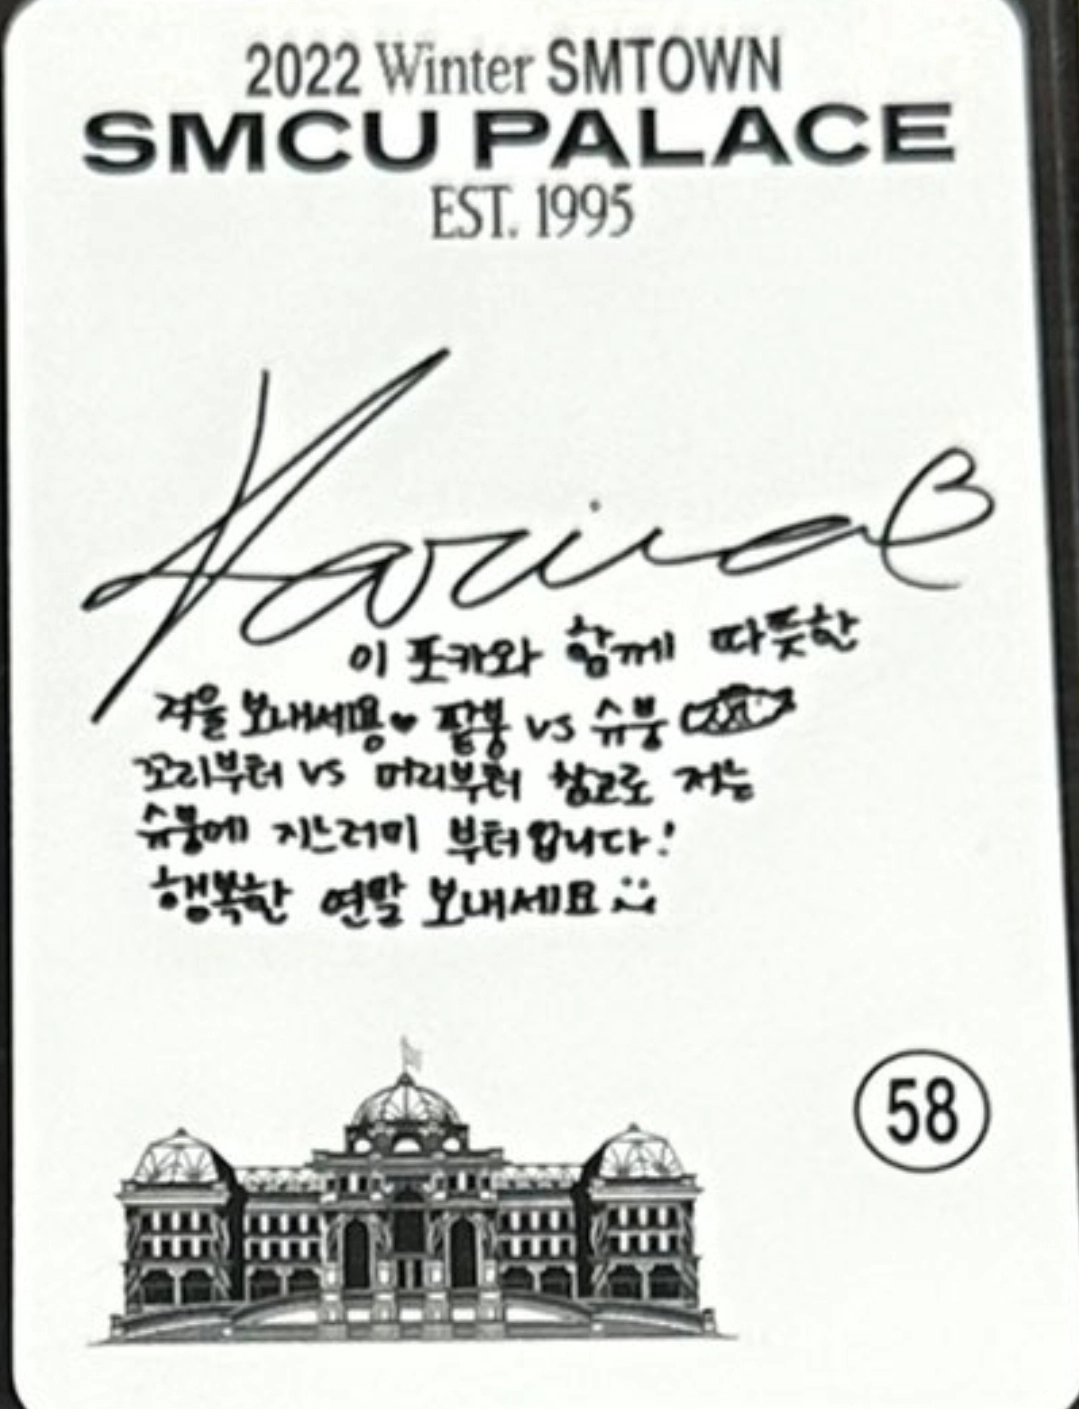 2022 Winter SMTOWN
SMCU PALACE
EST. 1995
Karina
이 포카와 함께 따뜻한
겨울 보내세용♥ 팥붕 vs 슈붕
꼬리부터 vs 머리부터 참고로 저는
슈붕에 지느러미 부터입니다!
행복한 연말 보내세요
58